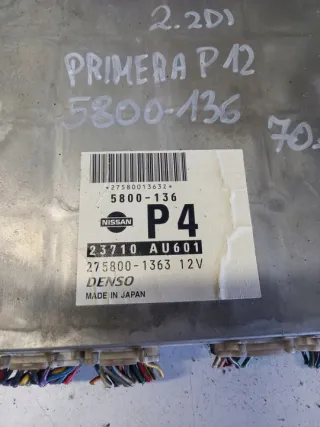 2.2DI
PRIMERA P12
5800-136
70.
*27580013632*
5800-136
NISSAN
P4
23710 AU601
275800-1363 12V
DENSO
MADE IN JAPAN